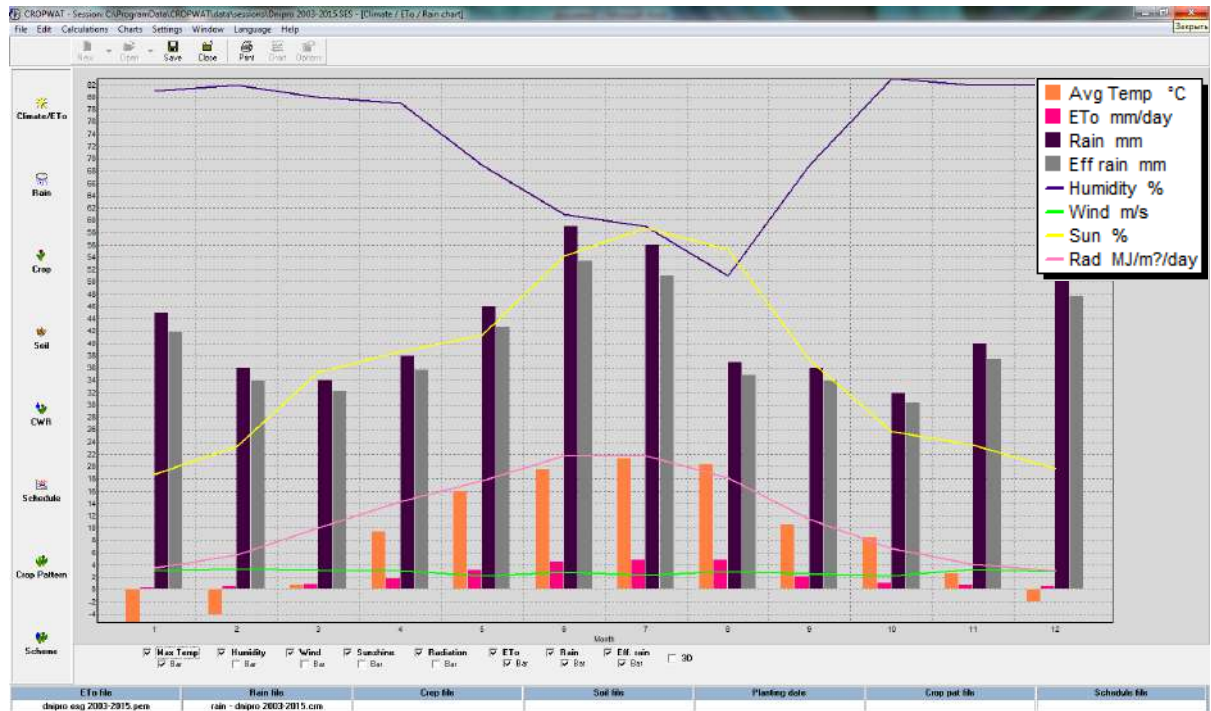 CROPWAT - Session: C:\ProgramData\CROPWAT\data\sessions\Dnipro 2003-2015.SES - [Climate / ETo / Rain chart]
Закрыть
File Edit Calculations Charts Settings Window Language Help
New Open Save Close Print Chart Options
Climate/ETo
Rain
Crop
Soil
CWR
Schedule
Crop Pattern
Scheme
82
78
74
72
70
68
66
64
62
60
58
56
54
52
50
48
46
44
42
40
38
36
34
32
30
28
26
24
22
20
18
16
14
12
10
8
6
4
2
0
-2
-4
Avg Temp °C
ETo mm/day
Rain mm
Eff rain mm
Humidity %
Wind m/s
Sun %
Rad MJ/m?/day
1 2 3 4 5 6 7 8 9 10 11 12
Month
Max Temp Humidity Wind Sunshine Radiation ETo Rain Eff. rain 3D
Bar Bar Bar Bar Bar Bar Bar Bar
ETo file Rain file Crop file Soil file Planting date Crop pat file Schedule file
dnipro avg 2003-2015.pem rain - dnipro 2003-2015.crm